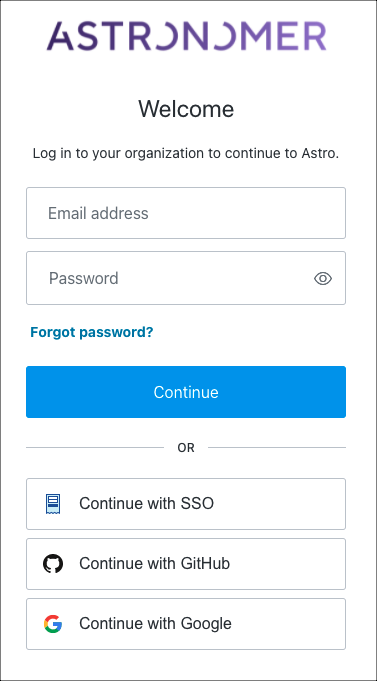 ASTRONOMER
Welcome
Log in to your organization to continue to Astro.
Email address
Password
Forgot password?
Continue
OR
Continue with SSO
Continue with GitHub
Continue with Google